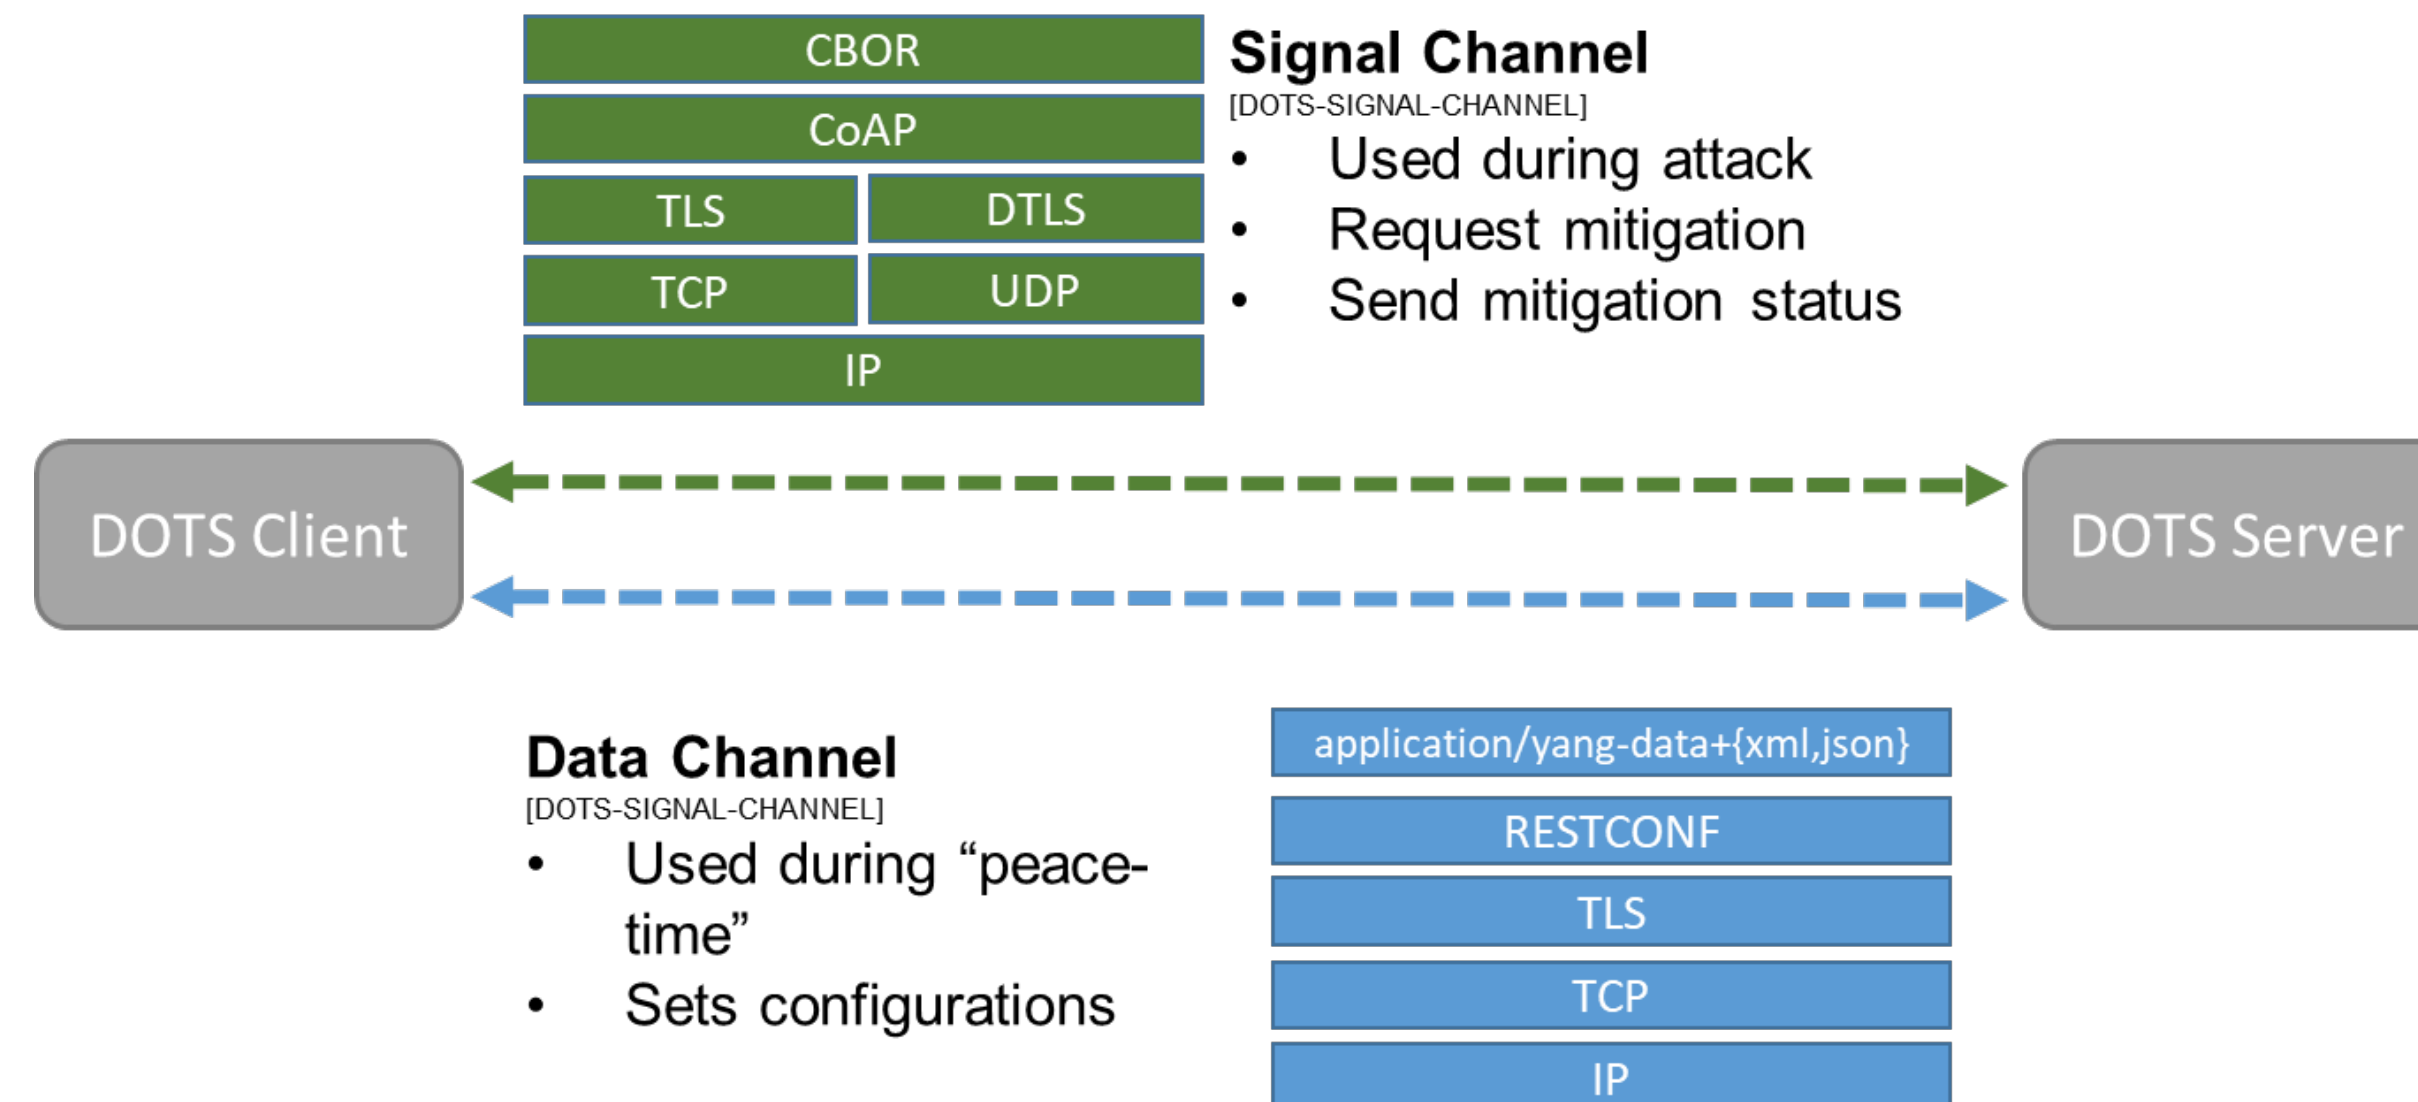 CBOR
CoAP
TLS
DTLS
TCP
UDP
IP
Signal Channel
[DOTS-SIGNAL-CHANNEL]
• Used during attack
• Request mitigation
• Send mitigation status
DOTS Client
DOTS Server
Data Channel
[DOTS-SIGNAL-CHANNEL]
• Used during “peace-
time”
• Sets configurations
application/yang-data+{xml,json}
RESTCONF
TLS
TCP
IP